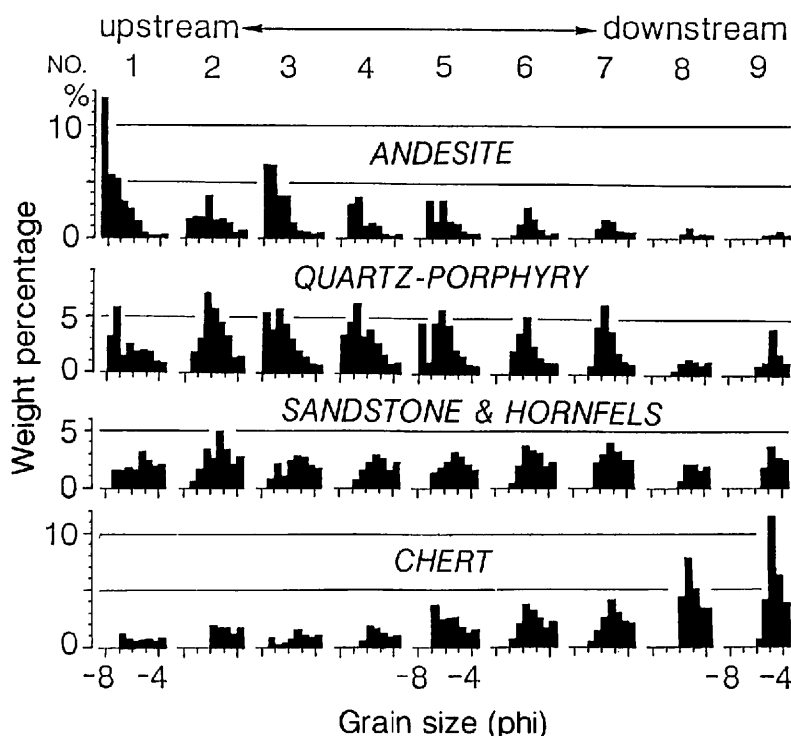 upstream downstream
NO. 1 2 3 4 5 6 7 8 9
%
10
ANDESITE
0
QUARTZ-PORPHYRY
5
0
SANDSTONE & HORNFELS
5
0
10
CHERT
0
-8 -4 -8 -4 -8 -4
Grain size (phi)
Weight percentage